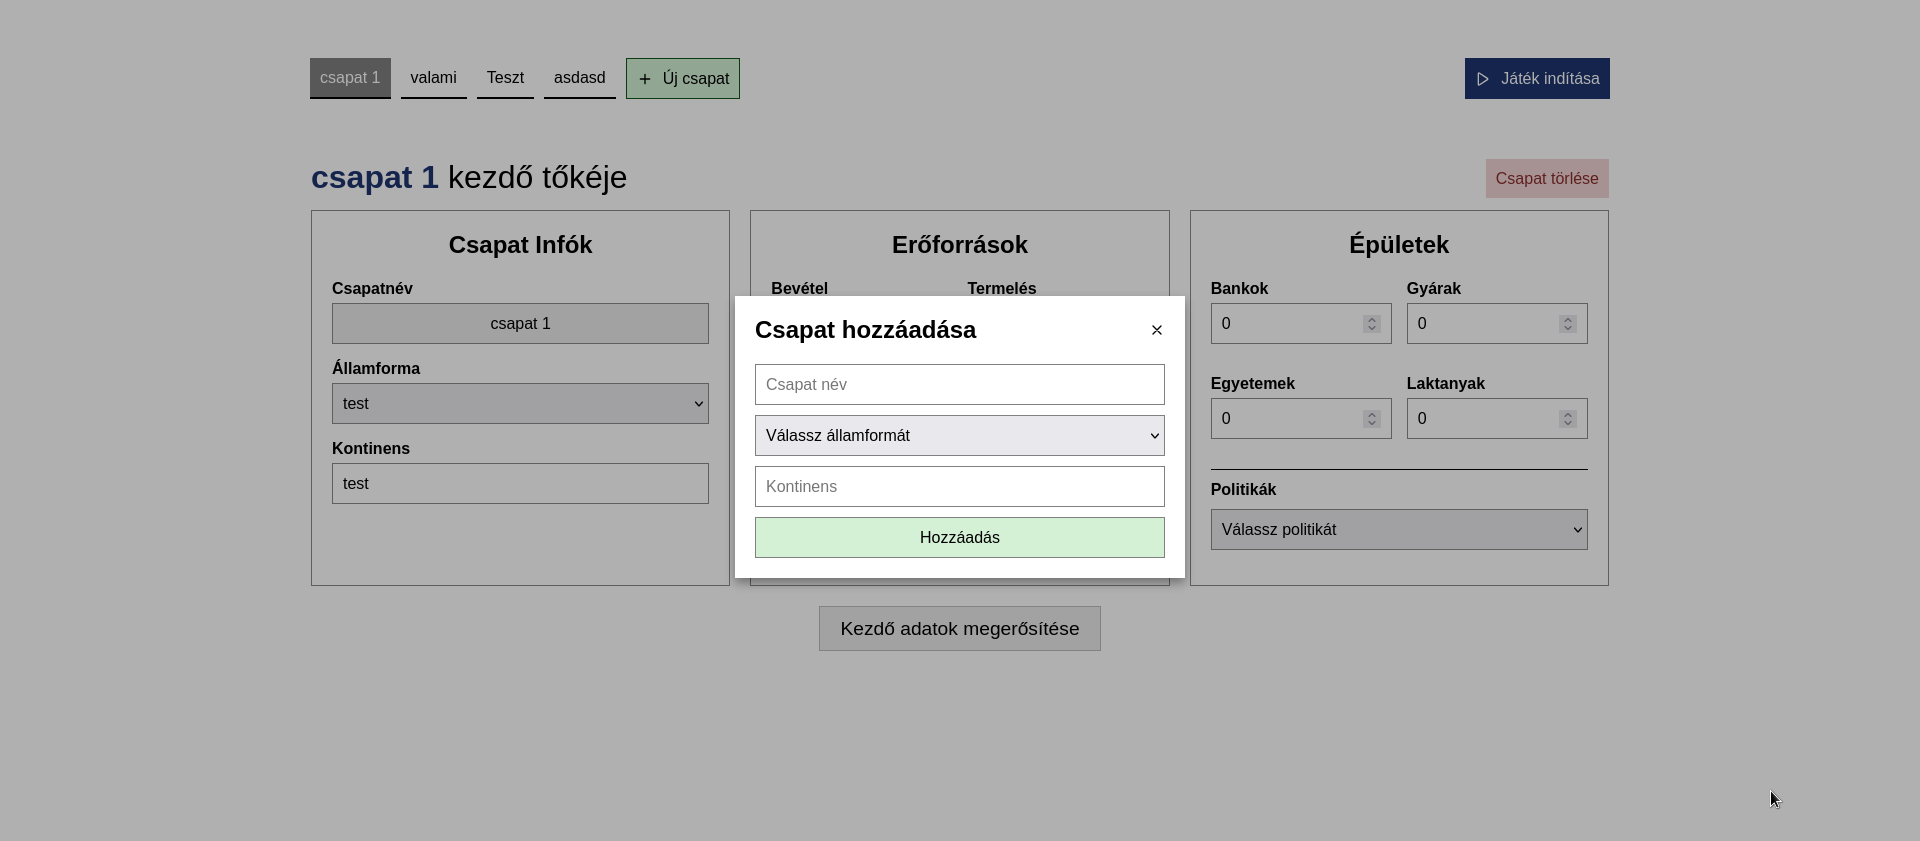 csapat 1 valami Teszt asdasd + Új csapat Játék indítása
csapat 1 kezdő tőkéje Csapat törlése
Csapat Infók
Csapatnév
csapat 1
Államforma
test
Kontinens
test
Erőforrások
Bevétel Termelés
Épületek
Bankok Gyárak
0 0
Egyetemek Laktanyak
0 0
Politikák
Válassz politikát
Csapat hozzáadása ×
Csapat név
Válassz államformát
Kontinens
Hozzáadás
Kezdő adatok megerősítése